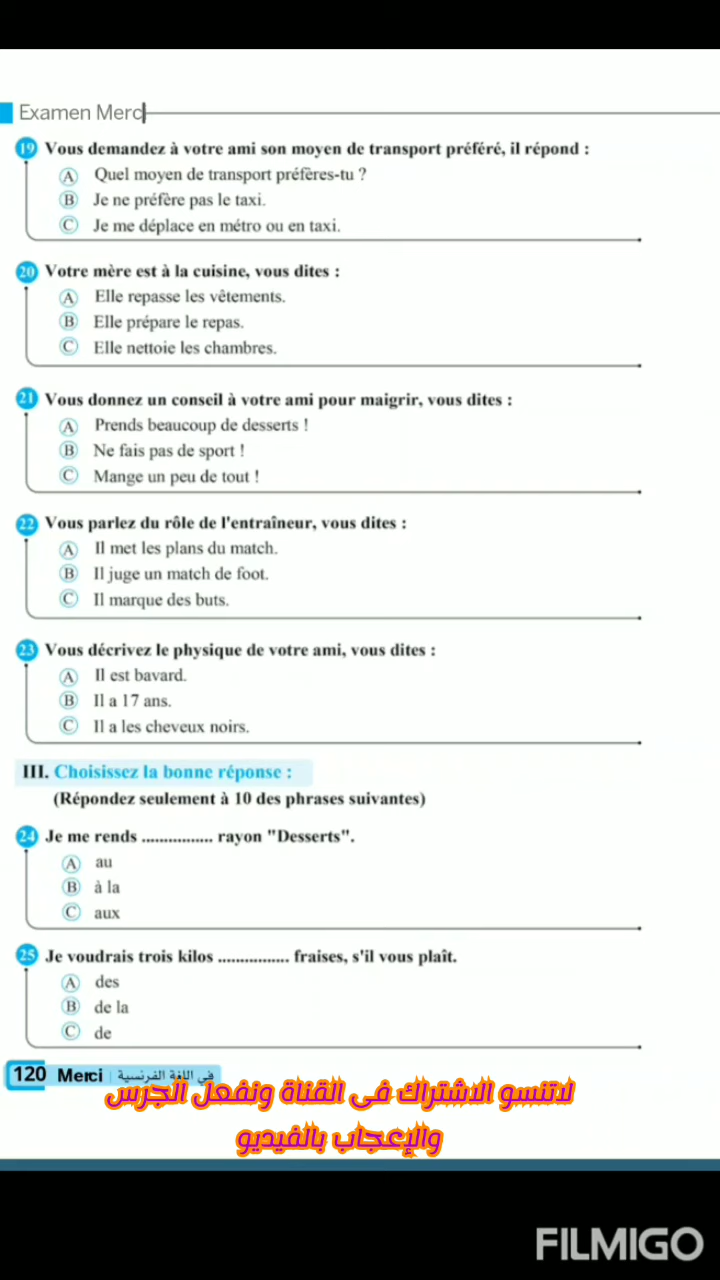 Examen Merci
19 Vous demandez à votre ami son moyen de transport préféré, il répond :
A Quel moyen de transport préfères-tu ?
B Je ne préfère pas le taxi.
C Je me déplace en métro ou en taxi.
20 Votre mère est à la cuisine, vous dites :
A Elle repasse les vêtements.
B Elle prépare le repas.
C Elle nettoie les chambres.
21 Vous donnez un conseil à votre ami pour maigrir, vous dites :
A Prends beaucoup de desserts !
B Ne fais pas de sport !
C Mange un peu de tout !
22 Vous parlez du rôle de l'entraîneur, vous dites :
A Il met les plans du match.
B Il juge un match de foot.
C Il marque des buts.
23 Vous décrivez le physique de votre ami, vous dites :
A Il est bavard.
B Il a 17 ans.
C Il a les cheveux noirs.
III. Choisissez la bonne réponse :
(Répondez seulement à 10 des phrases suivantes)
24 Je me rends ................ rayon "Desserts".
A au
B à la
C aux
25 Je voudrais trois kilos ................ fraises, s'il vous plaît.
A des
B de la
C de
120 Merci في اللغة الفرنسية
لاتنسو الاشتراك فى القناة ونفعل الجرس
والإعجاب بالفيديو
FILMIGO